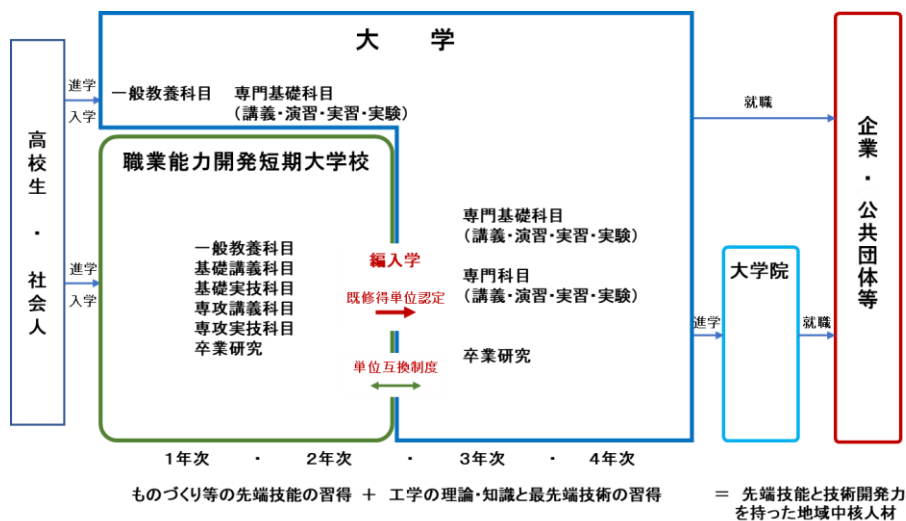 大　学
高校生・社会人
進学
入学
一般教養科目
専門基礎科目
（講義・演習・実習・実験）
就職
企業・公共団体等
職業能力開発短期大学校
進学
入学
一般教養科目
基礎講義科目
基礎実技科目
専攻講義科目
専攻実技科目
卒業研究
編入学
既修得単位認定
単位互換制度
専門基礎科目
（講義・演習・実習・実験）
専門科目
（講義・演習・実習・実験）
卒業研究
進学
大学院
就職
1年次　・　2年次　・　3年次　・　4年次
ものづくり等の先端技能の習得 ＋ 工学の理論・知識と最先端技術の習得 ＝ 先端技能と技術開発力
を持った地域中核人材